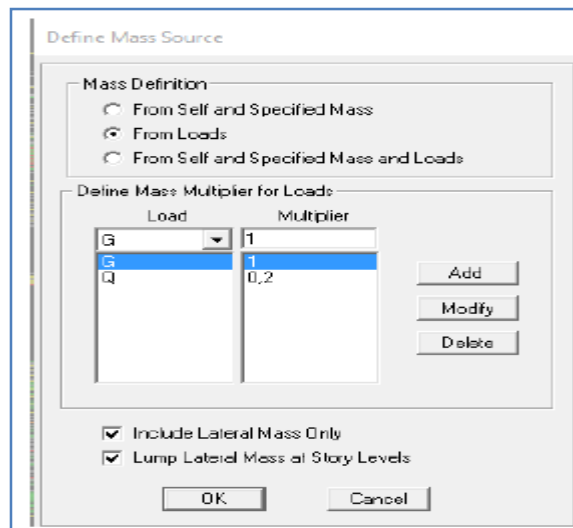 Define Mass Source
Mass Definition
From Self and Specified Mass
From Loads
From Self and Specified Mass and Loads
Define Mass Multiplier for Loads
Load Multiplier
G 1
G 1
Q 0,2
Add
Modify
Delete
Include Lateral Mass Only
Lump Lateral Mass at Story Levels
OK Cancel